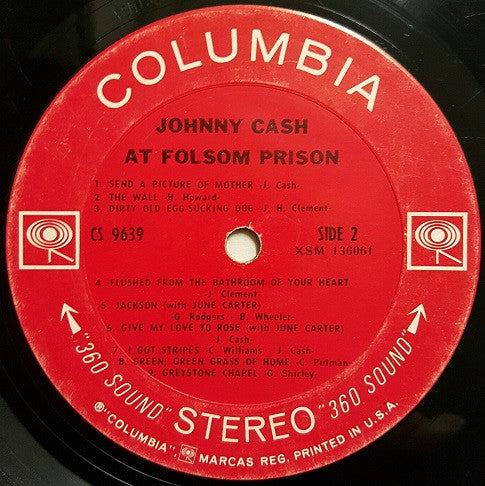 COLUMBIA
JOHNNY CASH
AT FOLSOM PRISON
1. SEND A PICTURE OF MOTHER -J. Cash-
2. THE WALL -H. Howard-
3. DIRTY OLD EGG-SUCKING DOG - J. H. Clement-
CS 9639
SIDE 2
XSM 136061
4. FLUSHED FROM THE BATHROOM OF YOUR HEART
-J. Clement-
5. JACKSON (with JUNE CARTER)
-G. Rodgers - B. Wheeler-
6. GIVE MY LOVE TO ROSE (with JUNE CARTER)
-J. Cash-
7. I GOT STRIPES -C. Williams - J. Cash-
8. GREEN, GREEN GRASS OF HOME -C. Putman-
9. GREYSTONE CHAPEL -G. Shirley-
"360 SOUND" STEREO "360 SOUND"
® "COLUMBIA", MARCAS REG. PRINTED IN U.S.A.